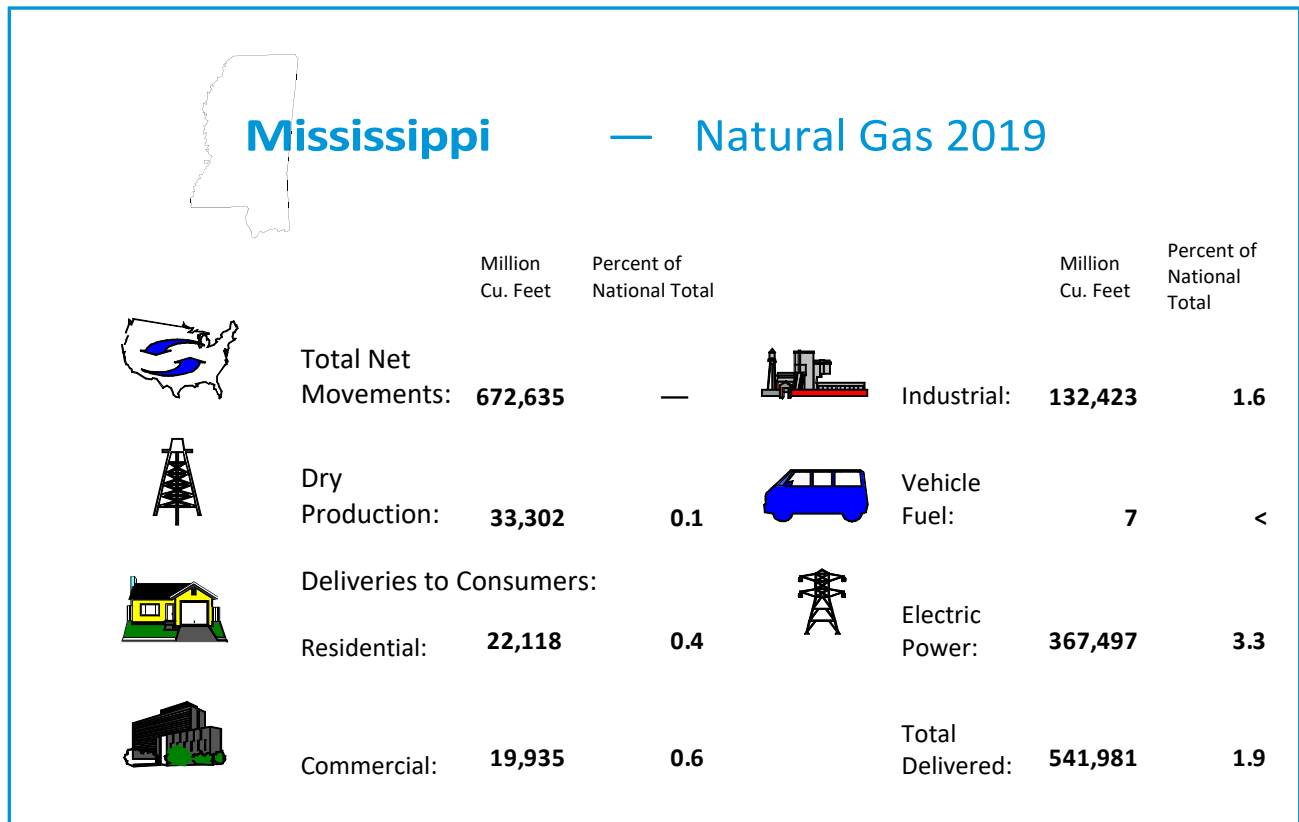 Mississippi — Natural Gas 2019
Million Percent of
Cu. Feet National Total
Total Net
Movements: 672,635 —
Dry
Production: 33,302 0.1
Deliveries to Consumers:
Residential: 22,118 0.4
Commercial: 19,935 0.6
Million Percent of
Cu. Feet National
Total
Industrial: 132,423 1.6
Vehicle
Fuel: 7 <
Electric
Power: 367,497 3.3
Total
Delivered: 541,981 1.9